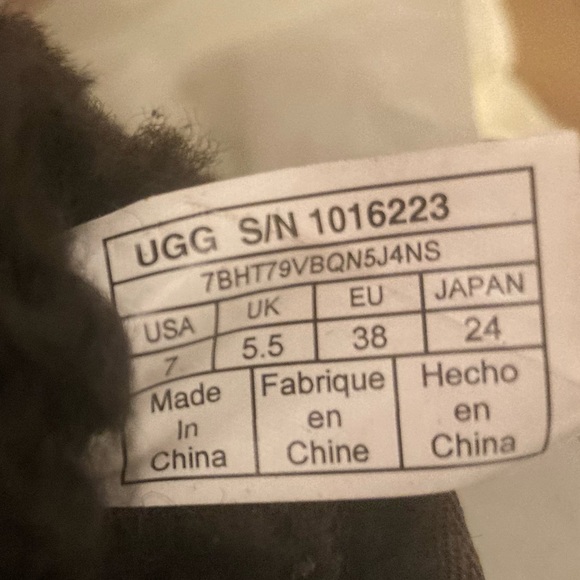 UGG S/N 1016223
7BHT79VBQN5J4NS
USA UK EU JAPAN
7 5.5 38 24
Made Fabrique Hecho
In en en
China Chine China